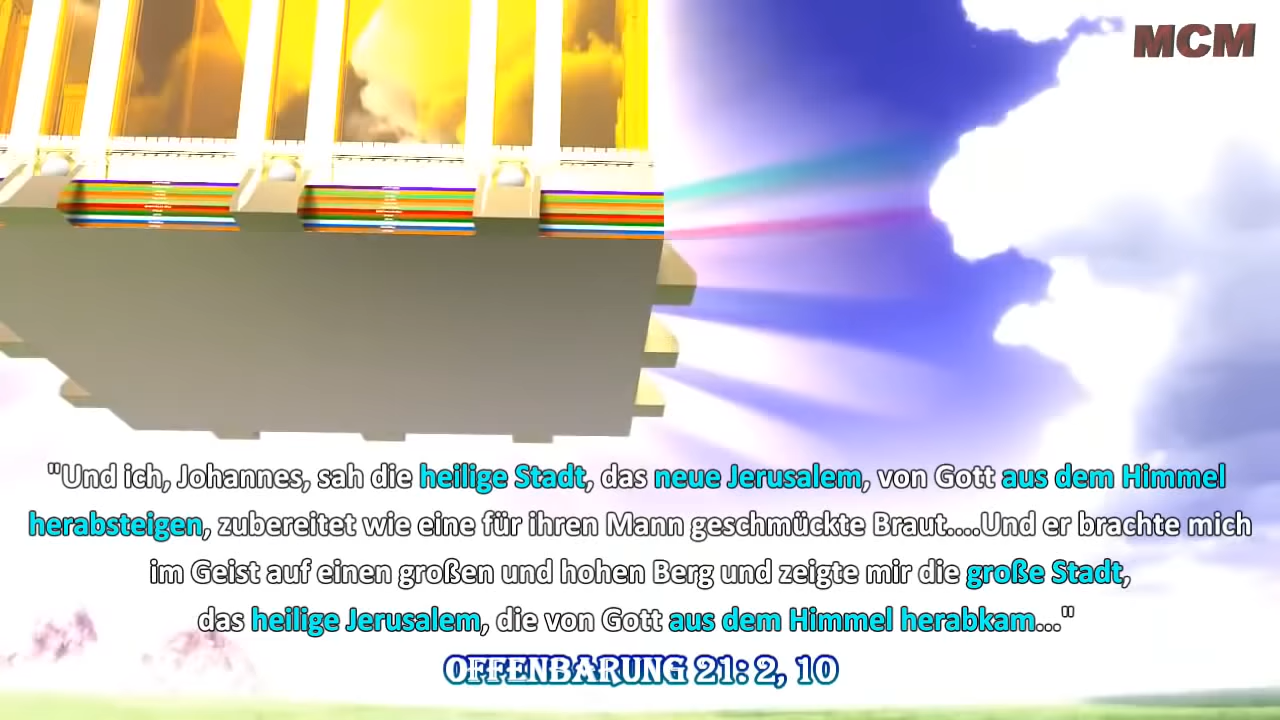 MCM
"Und ich, Johannes, sah die heilige Stadt, das neue Jerusalem, von Gott aus dem Himmel
herabsteigen, zubereitet wie eine für ihren Mann geschmückte Braut....Und er brachte mich
im Geist auf einen großen und hohen Berg und zeigte mir die große Stadt,
das heilige Jerusalem, die von Gott aus dem Himmel herabkam..."
OFFENBARUNG 21: 2, 10